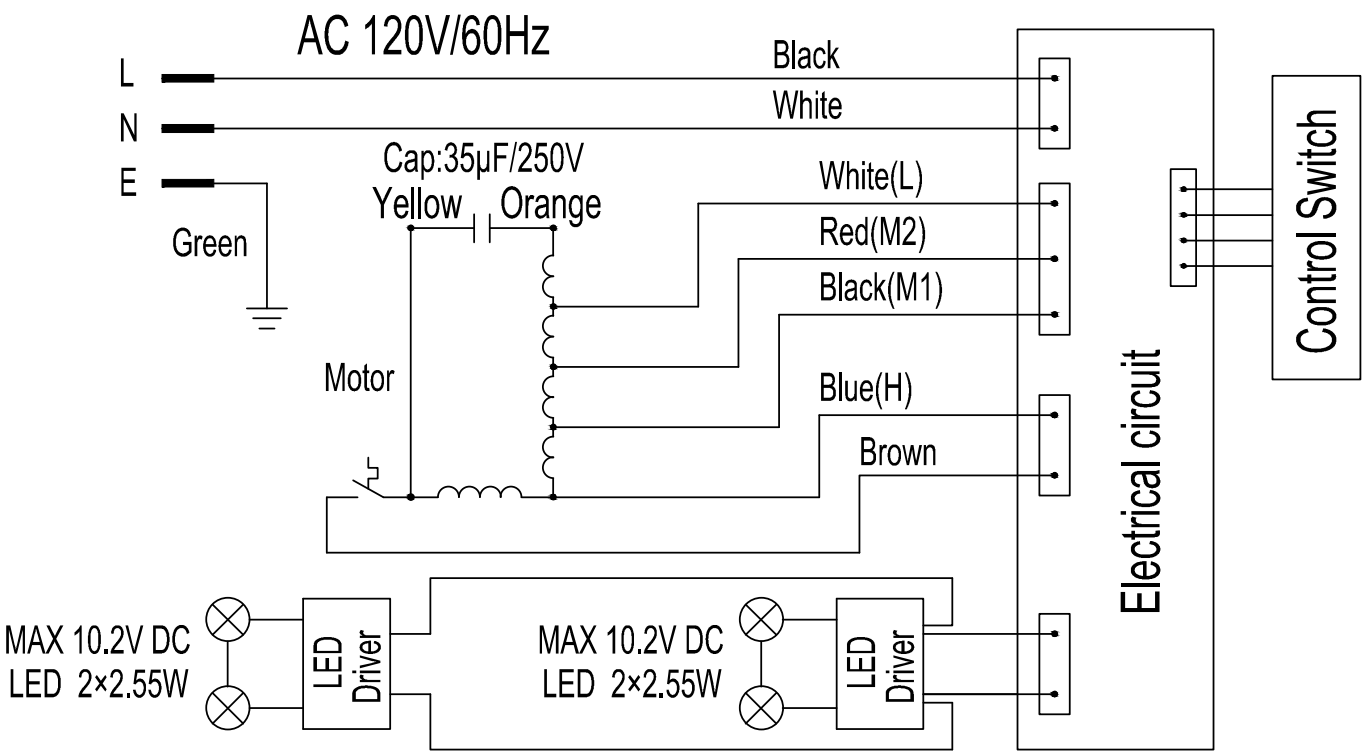 AC 120V/60Hz
L
N
E
Black
White
Green
Cap:35µF/250V
Yellow
Orange
White(L)
Red(M2)
Black(M1)
Motor
Blue(H)
Brown
Electrical circuit
Control Switch
MAX 10.2V DC
LED 2×2.55W
LED
Driver
MAX 10.2V DC
LED 2×2.55W
LED
Driver